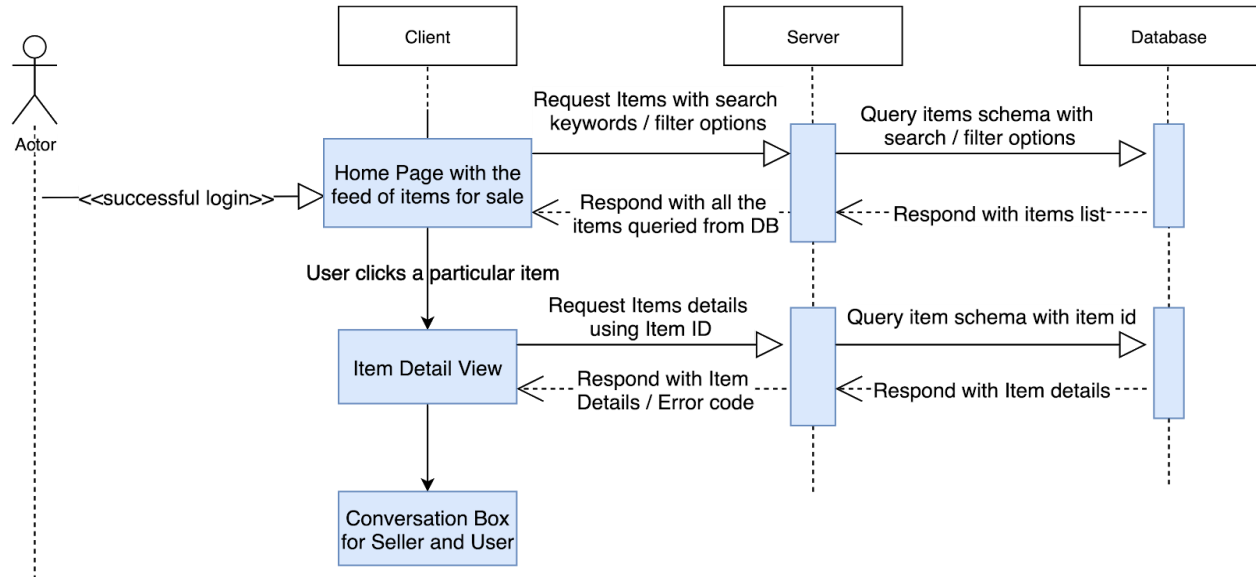 Client
Server
Database
Actor
Request Items with search
keywords / filter options
Query items schema with
search / filter options
Home Page with the
feed of items for sale
<<successful login>>
Respond with all the
items queried from DB
Respond with items list
User clicks a particular item
Request Items details
using Item ID
Query item schema with item id
Item Detail View
Respond with Item
Details / Error code
Respond with Item details
Conversation Box
for Seller and User